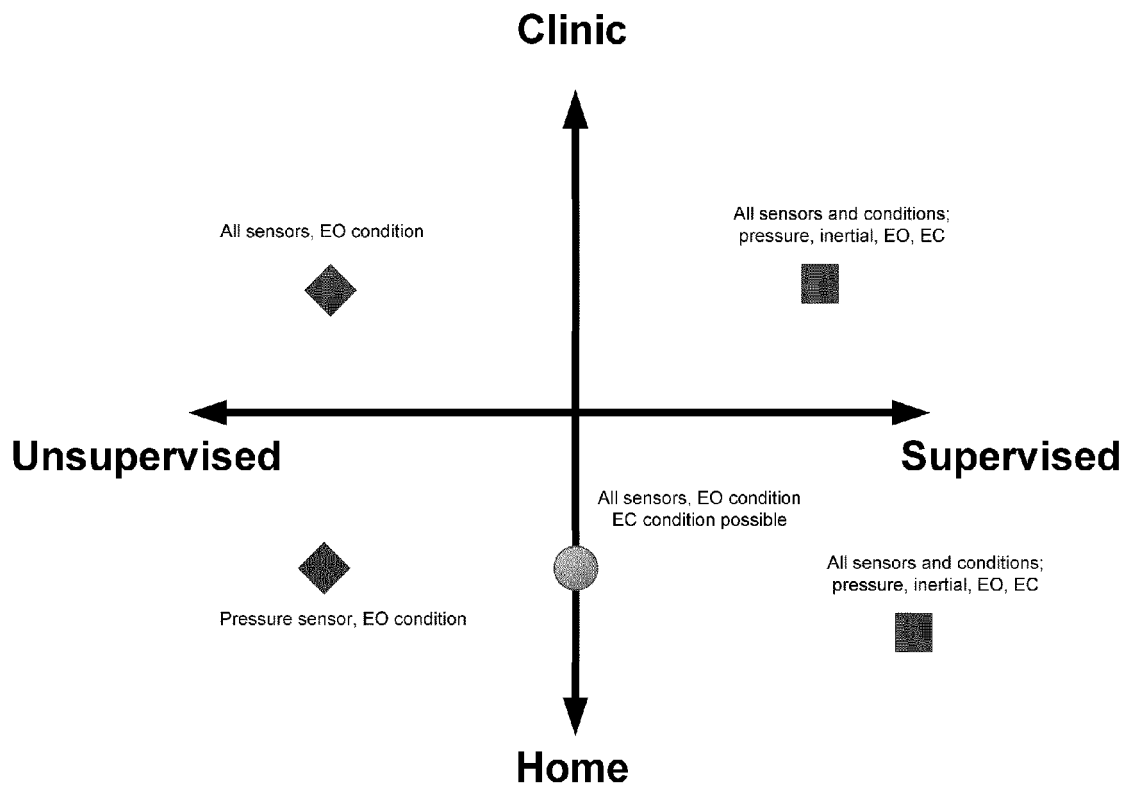 Clinic
All sensors, EO condition
All sensors and conditions;
pressure, inertial, EO, EC
Unsupervised
Supervised
All sensors, EO condition
EC condition possible
All sensors and conditions;
pressure, inertial, EO, EC
Pressure sensor, EO condition
Home